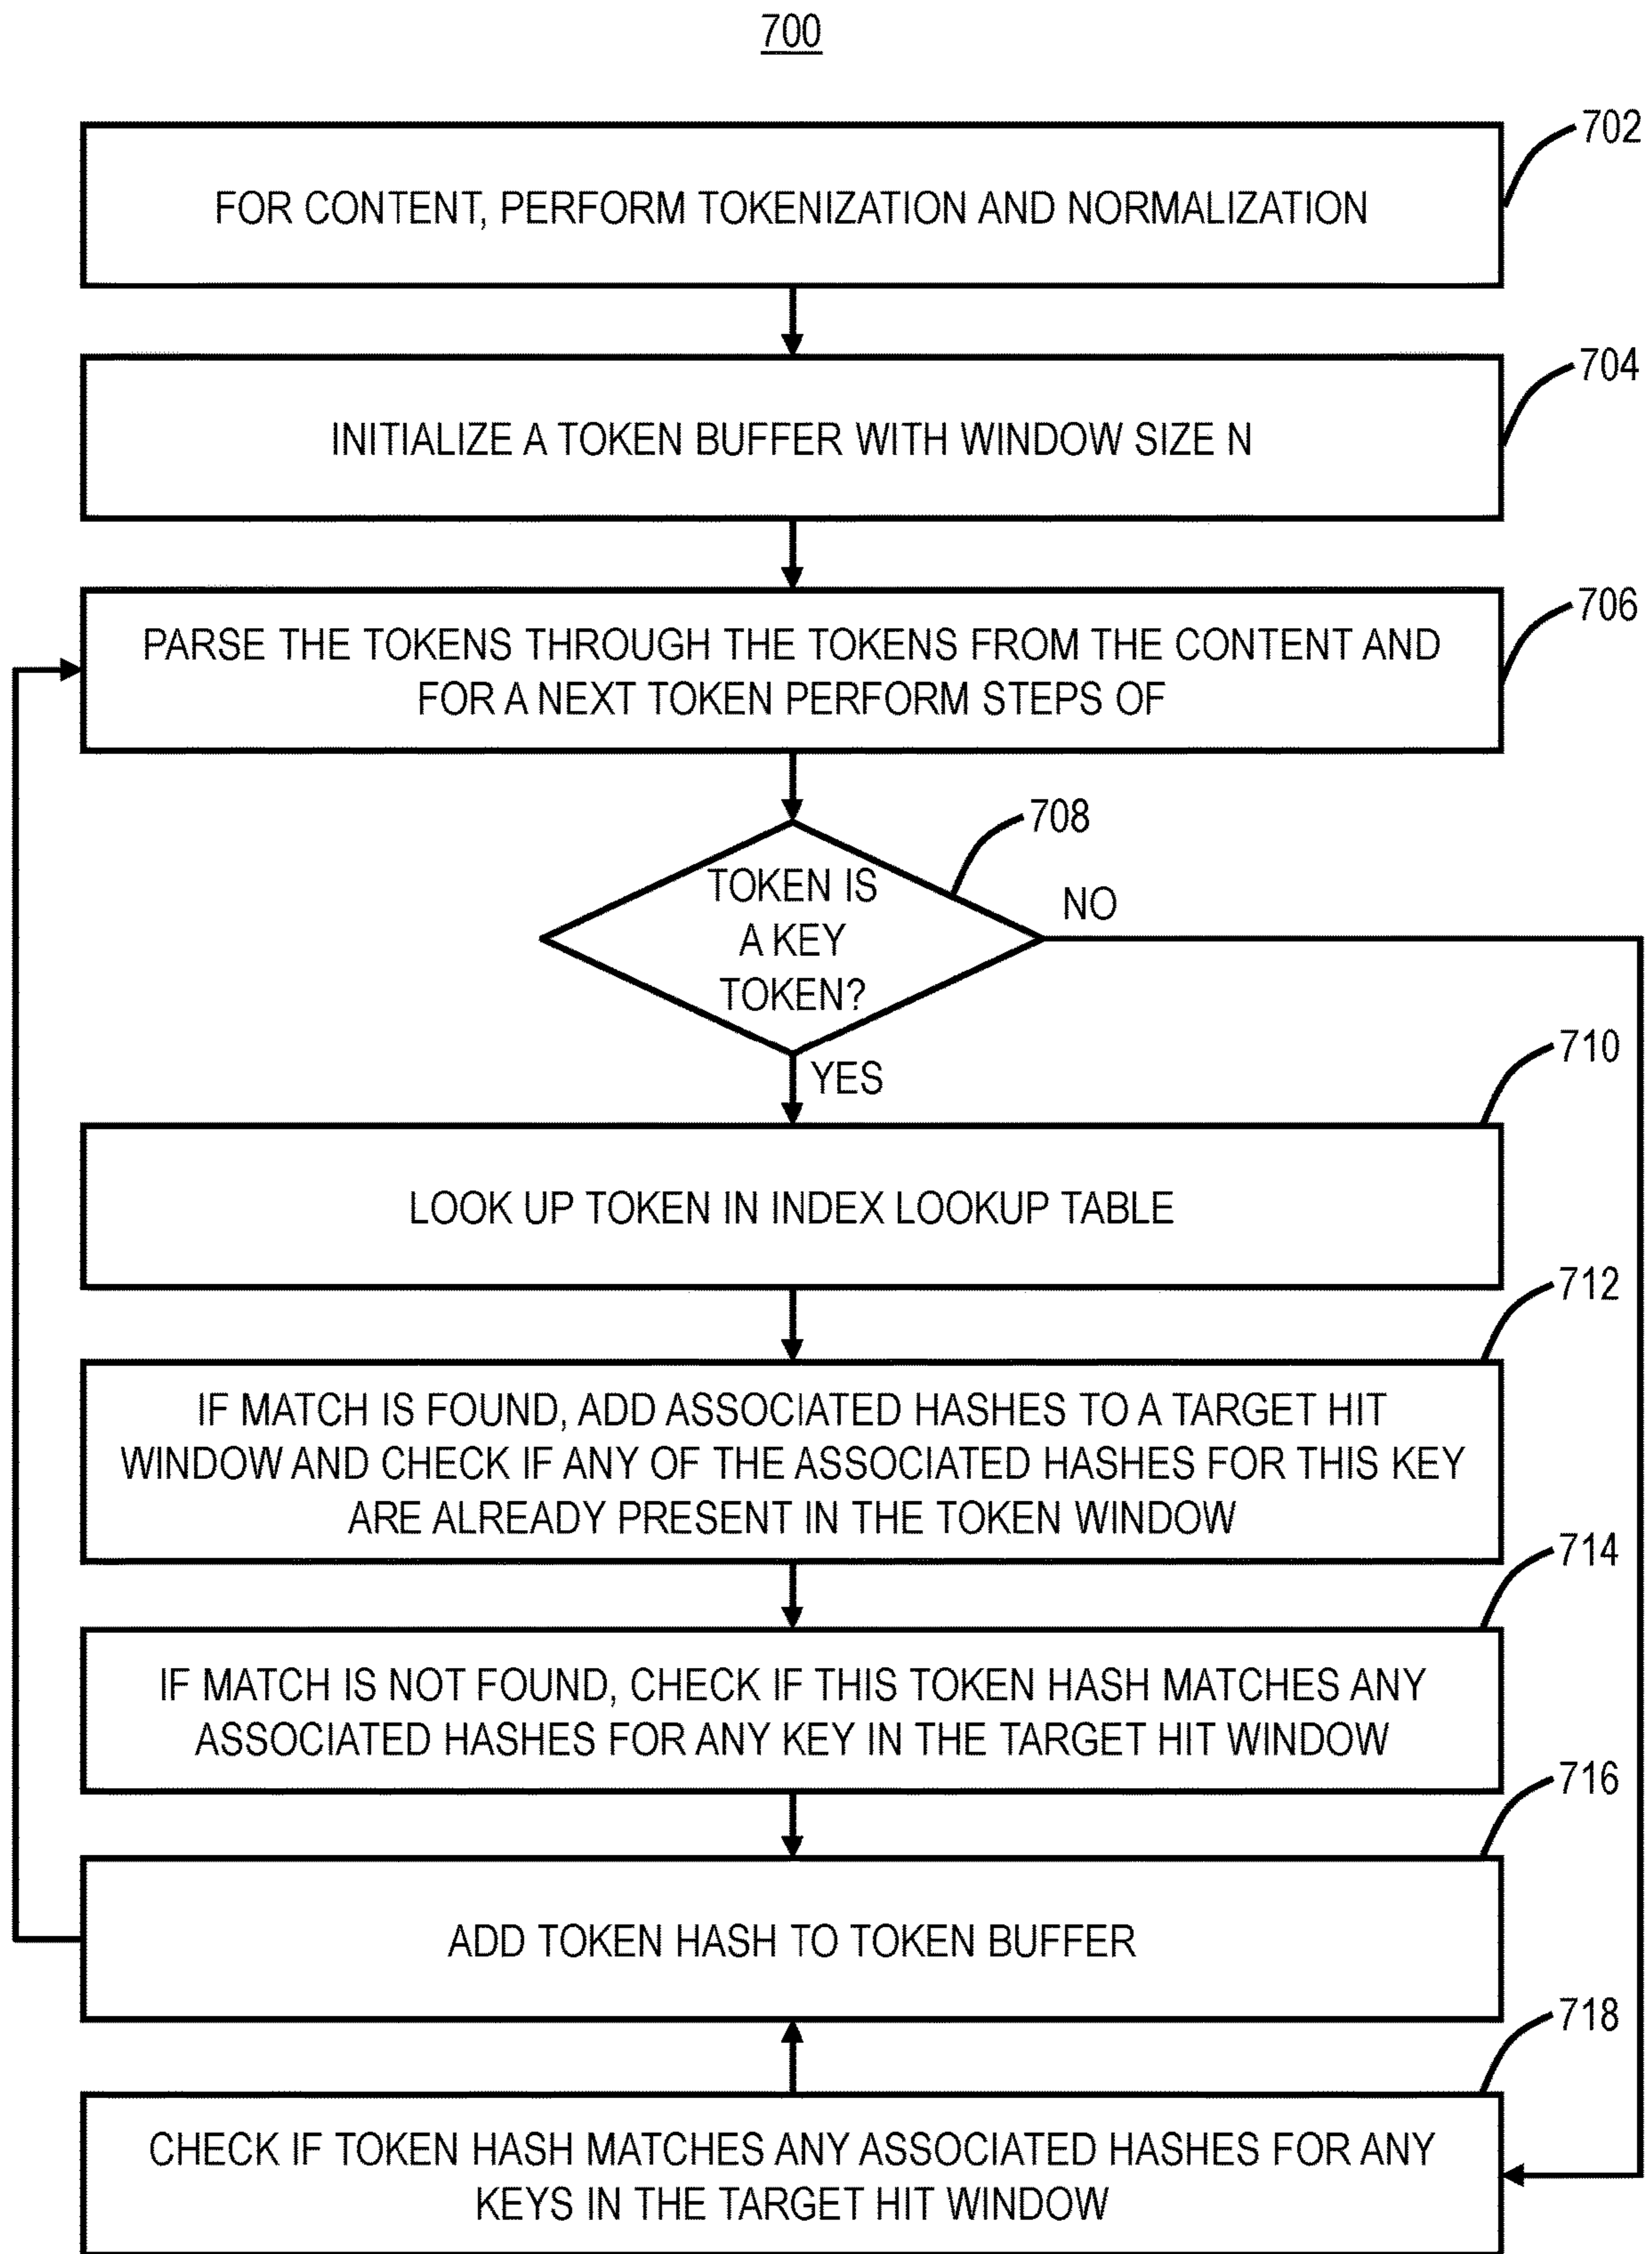 700
702
FOR CONTENT, PERFORM TOKENIZATION AND NORMALIZATION
704
INITIALIZE A TOKEN BUFFER WITH WINDOW SIZE N
706
PARSE THE TOKENS THROUGH THE TOKENS FROM THE CONTENT AND
FOR A NEXT TOKEN PERFORM STEPS OF
708
TOKEN IS
A KEY
TOKEN?
NO
YES
710
LOOK UP TOKEN IN INDEX LOOKUP TABLE
712
IF MATCH IS FOUND, ADD ASSOCIATED HASHES TO A TARGET HIT
WINDOW AND CHECK IF ANY OF THE ASSOCIATED HASHES FOR THIS KEY
ARE ALREADY PRESENT IN THE TOKEN WINDOW
714
IF MATCH IS NOT FOUND, CHECK IF THIS TOKEN HASH MATCHES ANY
ASSOCIATED HASHES FOR ANY KEY IN THE TARGET HIT WINDOW
716
ADD TOKEN HASH TO TOKEN BUFFER
718
CHECK IF TOKEN HASH MATCHES ANY ASSOCIATED HASHES FOR ANY
KEYS IN THE TARGET HIT WINDOW